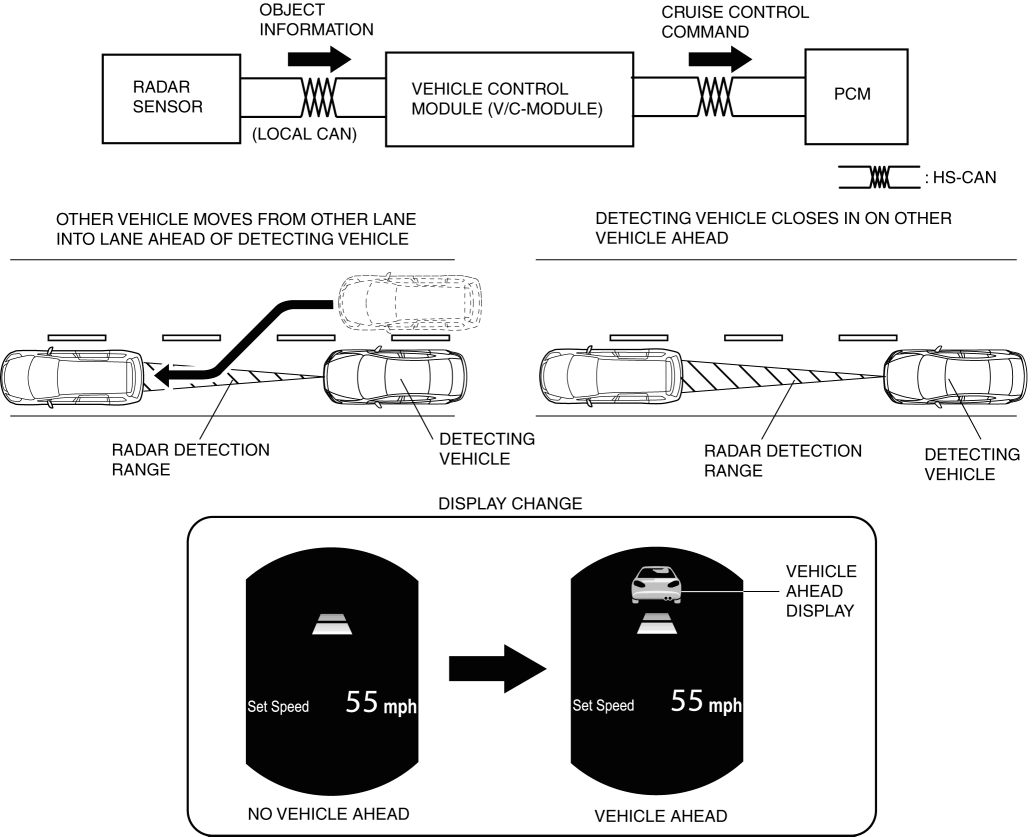 OBJECT
INFORMATION
CRUISE CONTROL
COMMAND
RADAR
SENSOR
(LOCAL CAN)
VEHICLE CONTROL
MODULE (V/C-MODULE)
PCM
: HS-CAN
OTHER VEHICLE MOVES FROM OTHER LANE
INTO LANE AHEAD OF DETECTING VEHICLE
DETECTING VEHICLE CLOSES IN ON OTHER
VEHICLE AHEAD
RADAR DETECTION
RANGE
DETECTING
VEHICLE
RADAR DETECTION
RANGE
DETECTING
VEHICLE
DISPLAY CHANGE
Set Speed 55 mph
NO VEHICLE AHEAD
Set Speed 55 mph
VEHICLE AHEAD
VEHICLE
AHEAD
DISPLAY